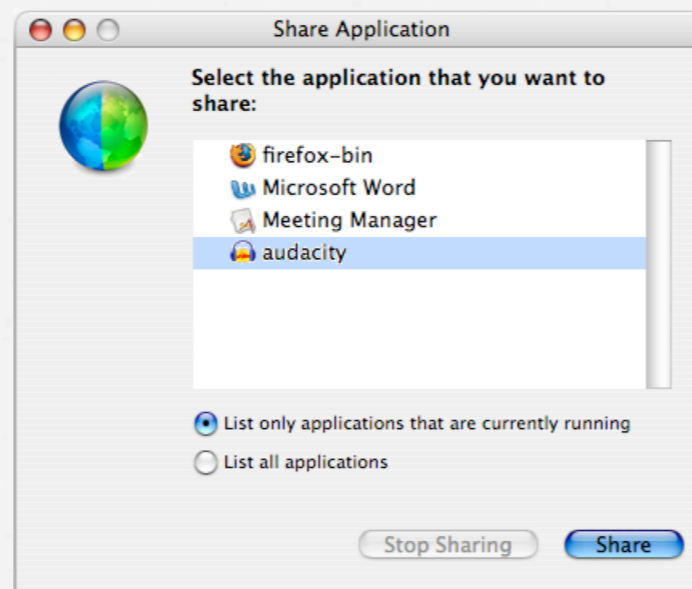 Share Application
Select the application that you want to
share:
firefox-bin
Microsoft Word
Meeting Manager
audacity
List only applications that are currently running
List all applications
Stop Sharing
Share